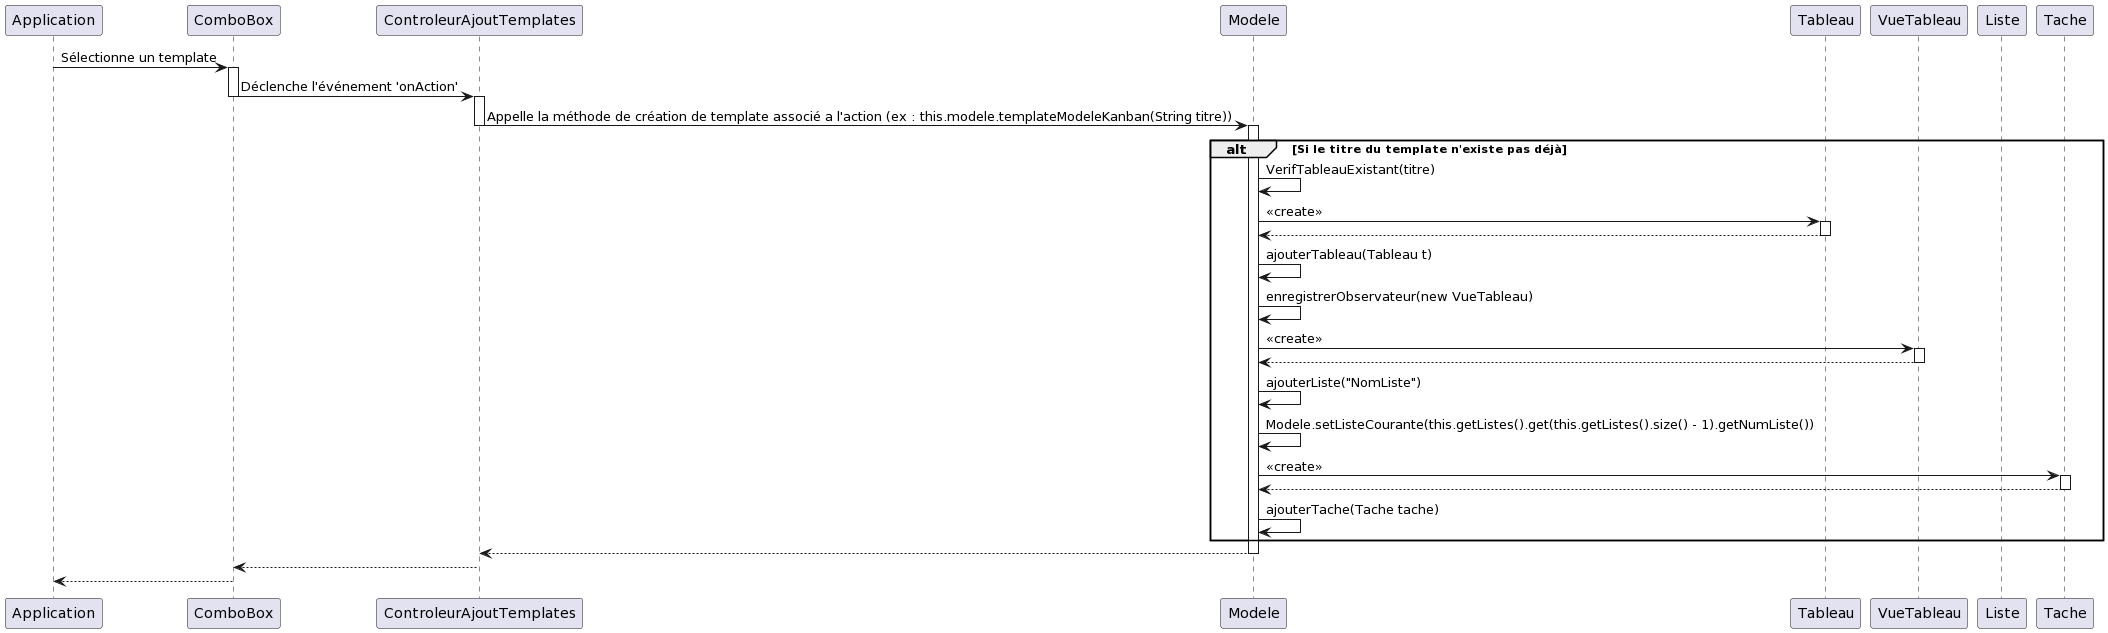 Application ComboBox ControleurAjoutTemplates Modele Tableau VueTableau Liste Tache
Sélectionne un template
Déclenche l'événement 'onAction'
Appelle la méthode de création de template associé a l'action (ex : this.modele.templateModeleKanban(String titre))
alt [Si le titre du template n'existe pas déjà]
VerifTableauExistant(titre)
«create»
ajouterTableau(Tableau t)
enregistrerObservateur(new VueTableau)
«create»
ajouterListe("NomListe")
Modele.setListeCourante(this.getListes().get(this.getListes().size() - 1).getNumListe())
«create»
ajouterTache(Tache tache)
Application ComboBox ControleurAjoutTemplates Modele Tableau VueTableau Liste Tache